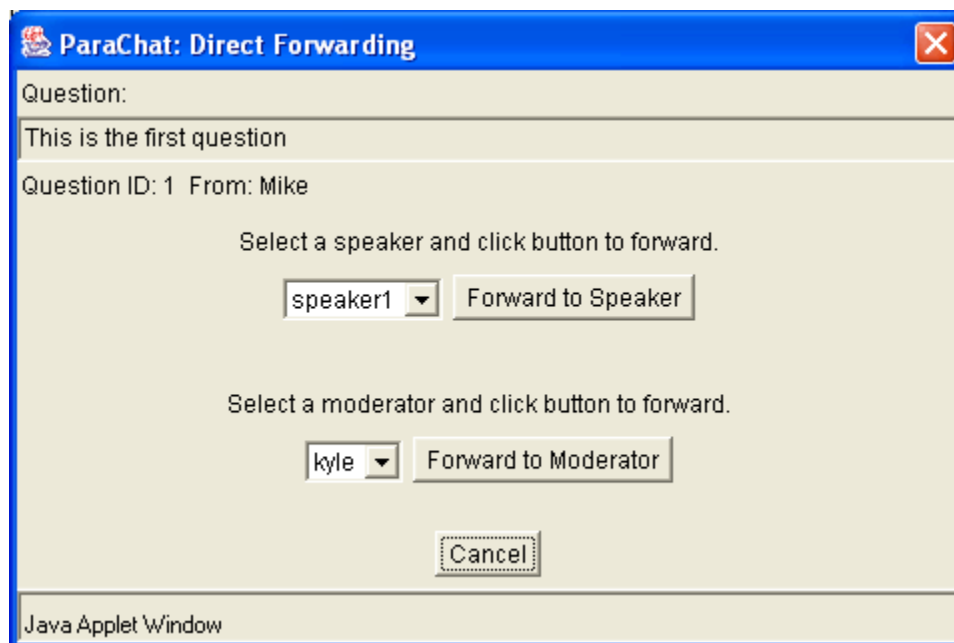 ParaChat: Direct Forwarding
Question:
This is the first question
Question ID: 1 From: Mike
Select a speaker and click button to forward.
speaker1 Forward to Speaker
Select a moderator and click button to forward.
kyle Forward to Moderator
Cancel
Java Applet Window